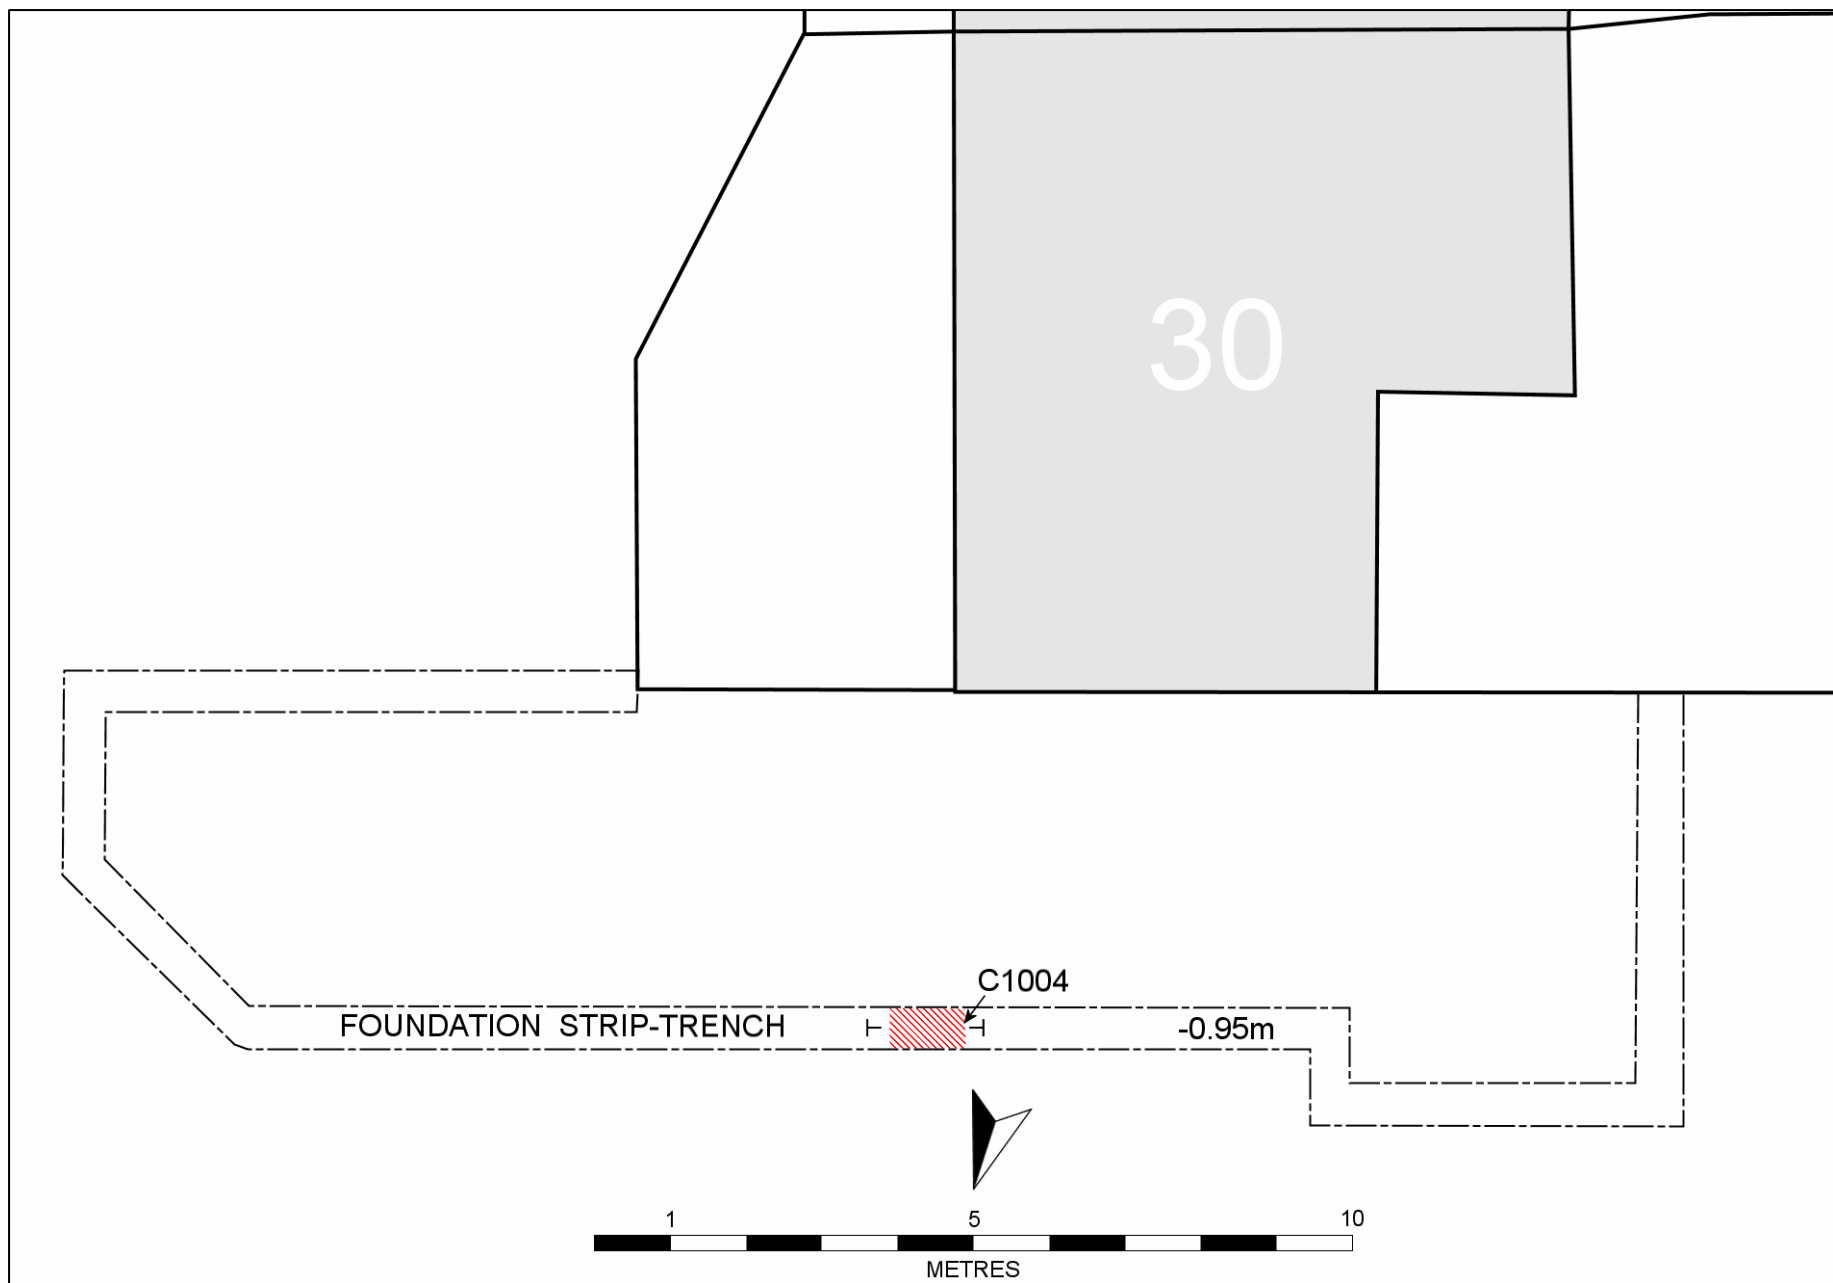 30
C1004
FOUNDATION STRIP-TRENCH
-0.95m
1 5 10
METRES